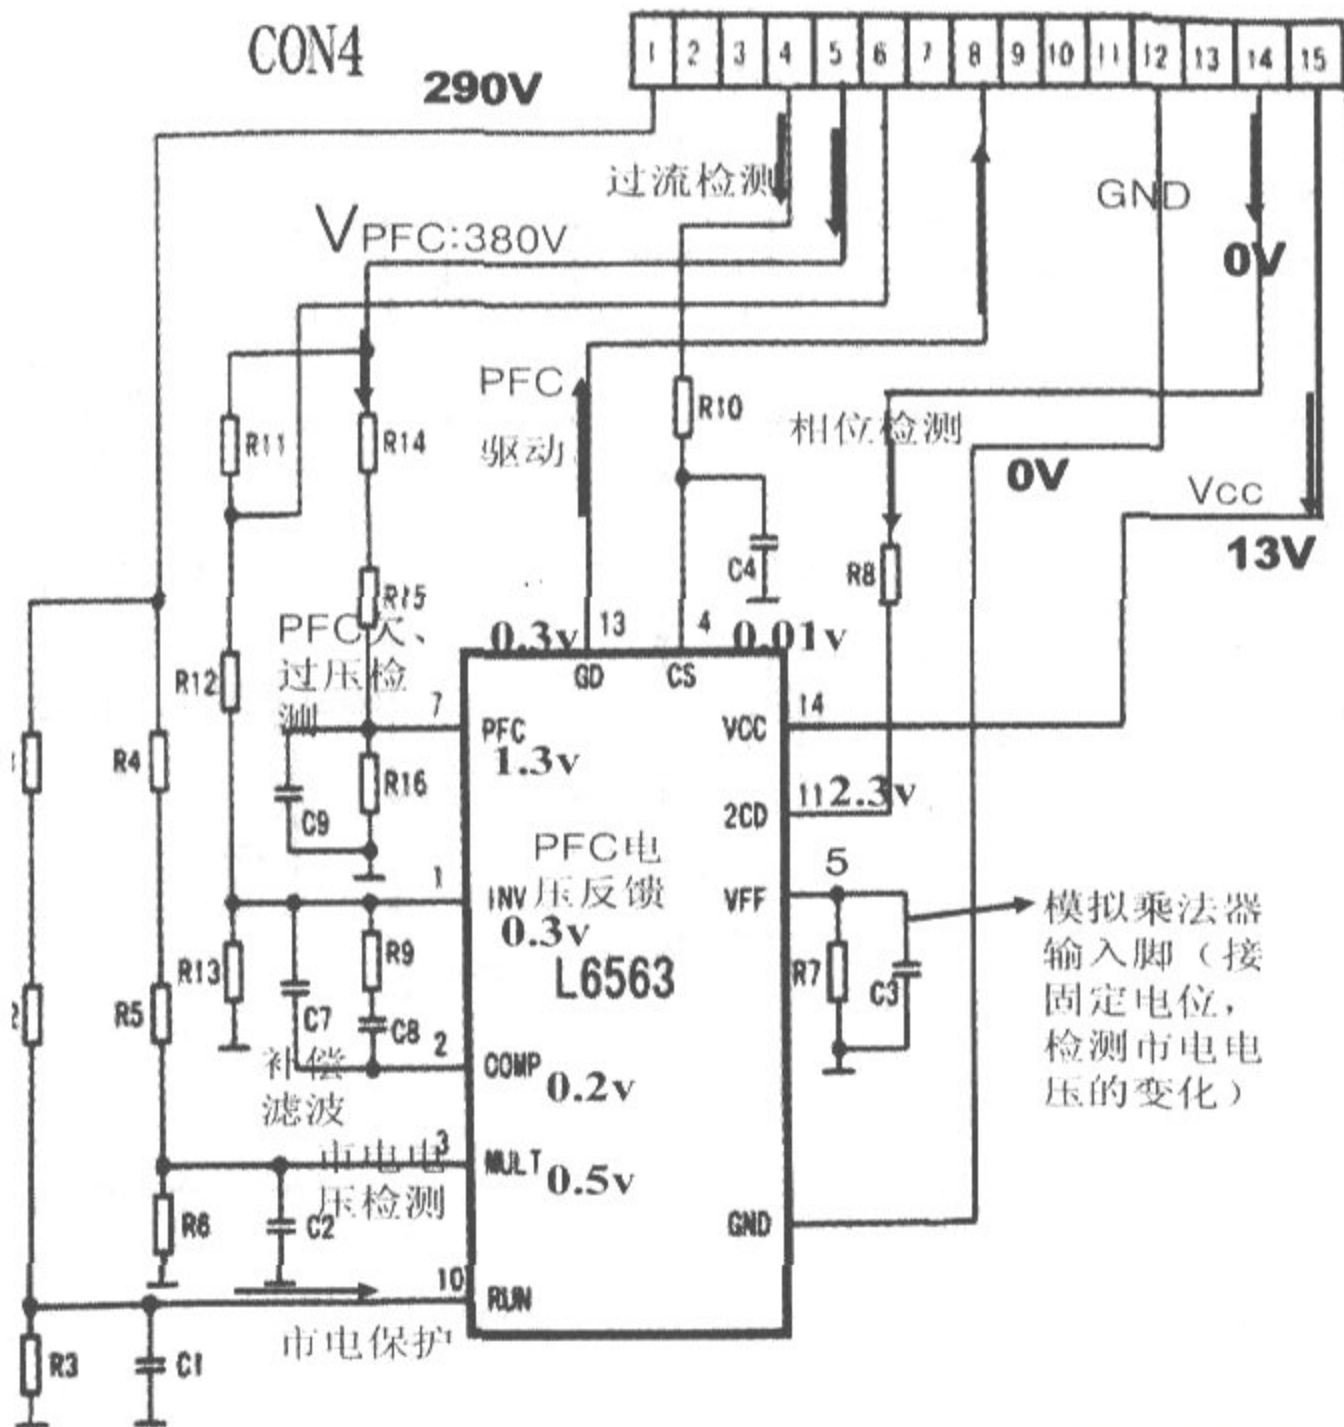 CON4
1 2 3 4 5 6 7 8 9 10 11 12 13 14 15
290V
过流检测
GND
VPFC:380V
0V
PFC
驱动
R10
相位检测
R11
R14
0V
Vcc
13V
C4
R8
R15
PFC欠、
过压检
测
0.3v
13
4
0.01v
R12
GD
CS
7
14
PFC
VCC
1.3v
R4
R16
C9
11
2.3v
2CD
PFC电
压反馈
5
1
INV
VFF
0.3v
模拟乘法器
输入脚（接
固定电位，
检测市电电
压的变化）
R13
R9
L6563
R7
C3
R5
C7
C8
2
补偿
滤波
COMP
0.2v
市电电
压检测
3
MULT
0.5v
R6
C2
GND
10
RUN
市电保护
R3
C1